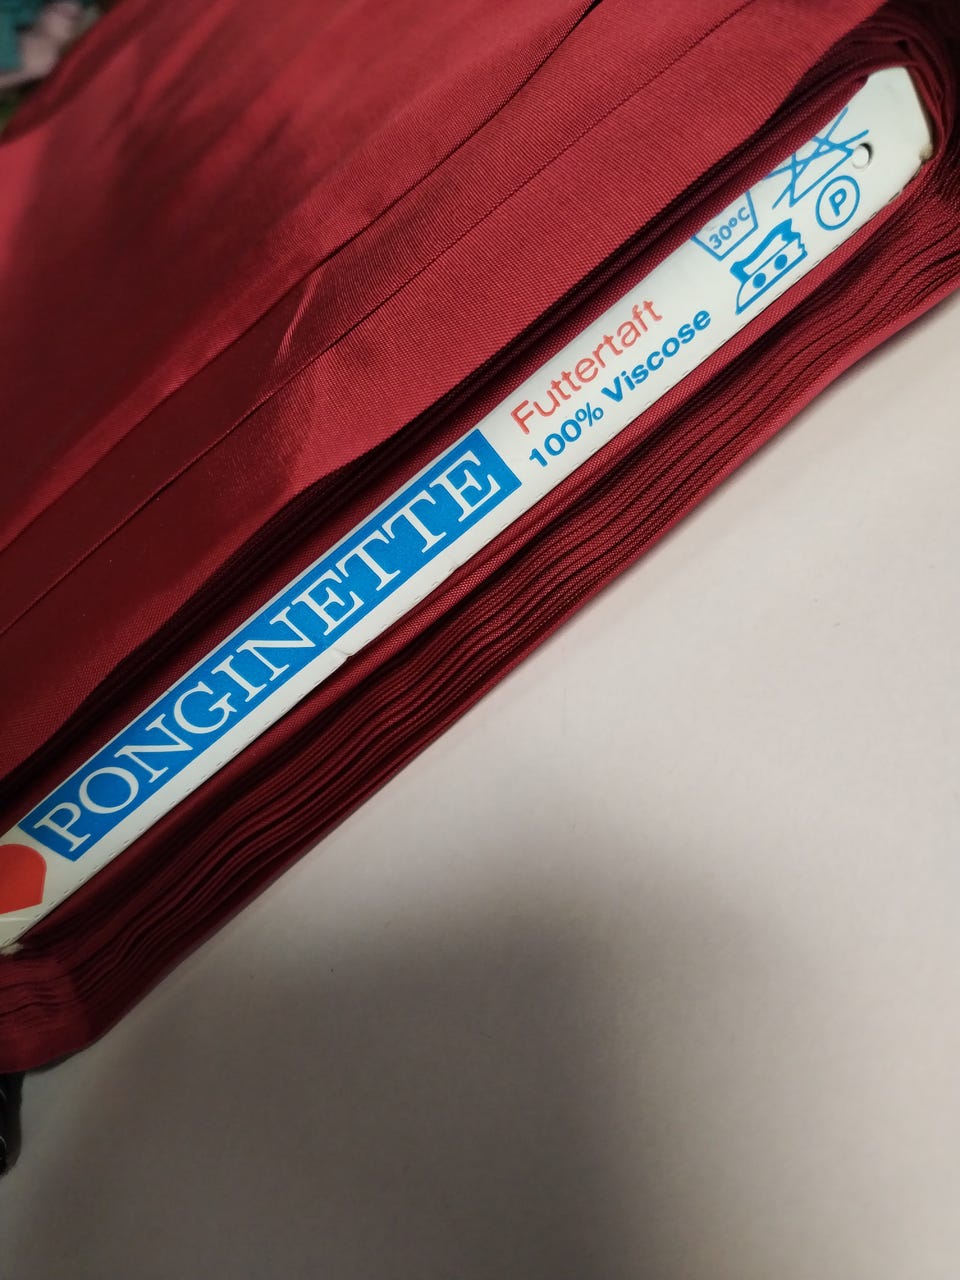 PONGINETTE
Futtertaft
100% Viscose
30°C
P